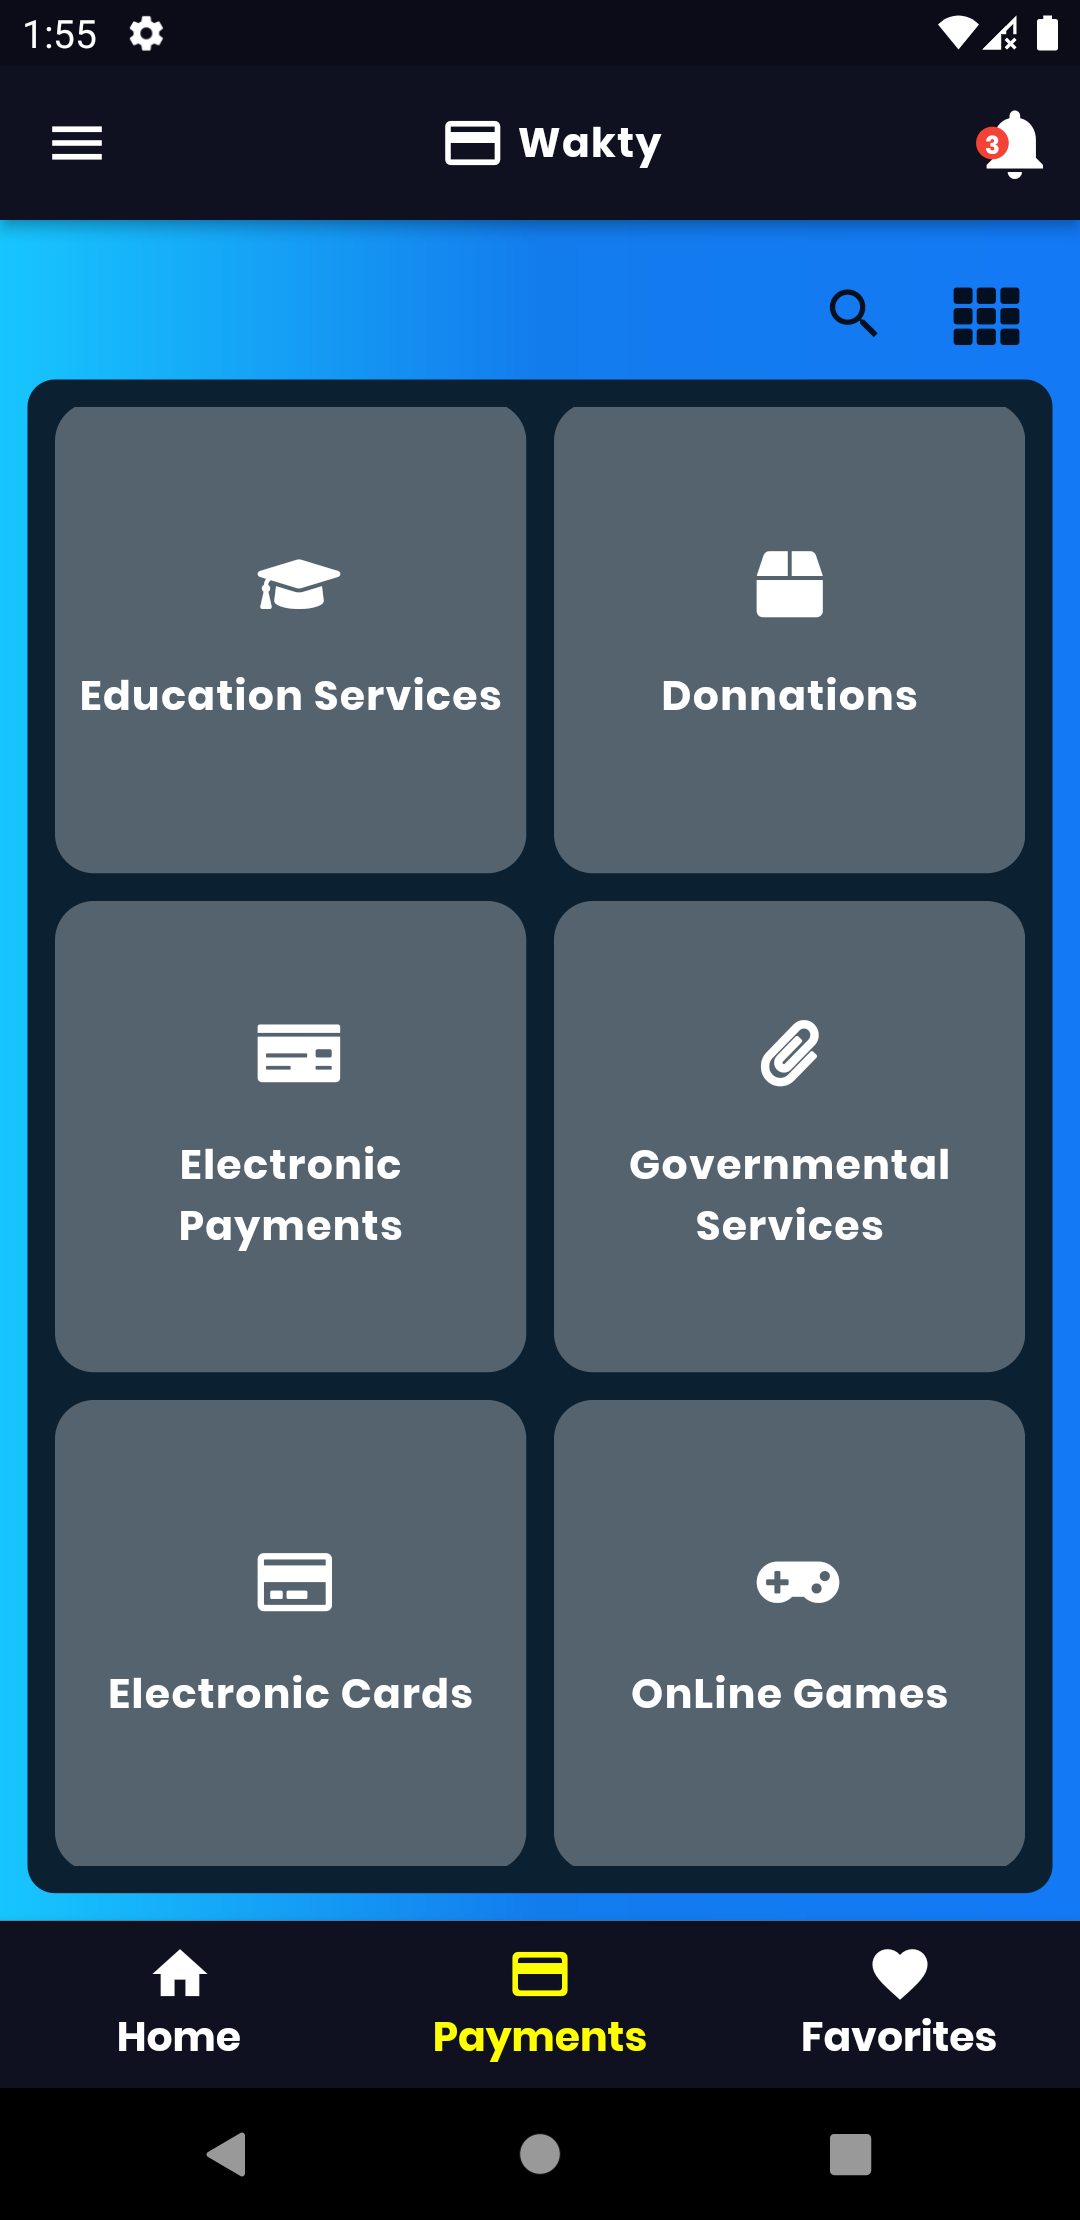 1:55
Wakty
3
Education Services
Donnations
Electronic
Payments
Governmental
Services
Electronic Cards
OnLine Games
Home
Payments
Favorites